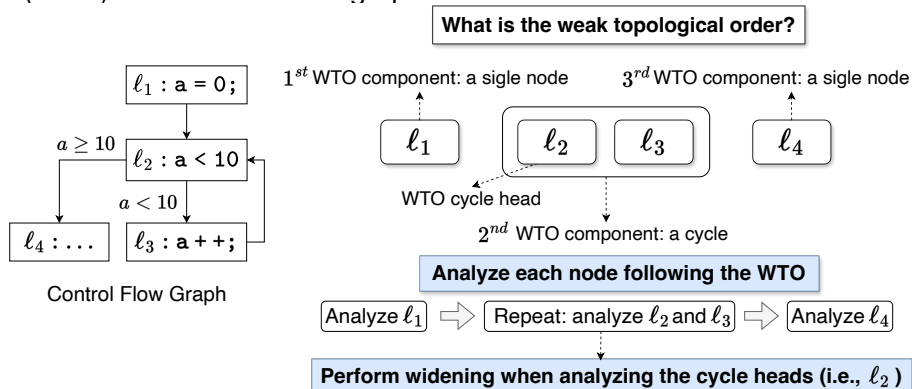 What is the weak topological order?
1st WTO component: a sigle node
3rd WTO component: a sigle node
ℓ1 : a = 0;
a ≥ 10
ℓ2 : a < 10
a < 10
ℓ4 : ...
ℓ3 : a + +;
Control Flow Graph
ℓ1
ℓ2
ℓ3
ℓ4
WTO cycle head
2nd WTO component: a cycle
Analyze each node following the WTO
Analyze ℓ1
Repeat: analyze ℓ2 and ℓ3
Analyze ℓ4
Perform widening when analyzing the cycle heads (i.e., ℓ2 )